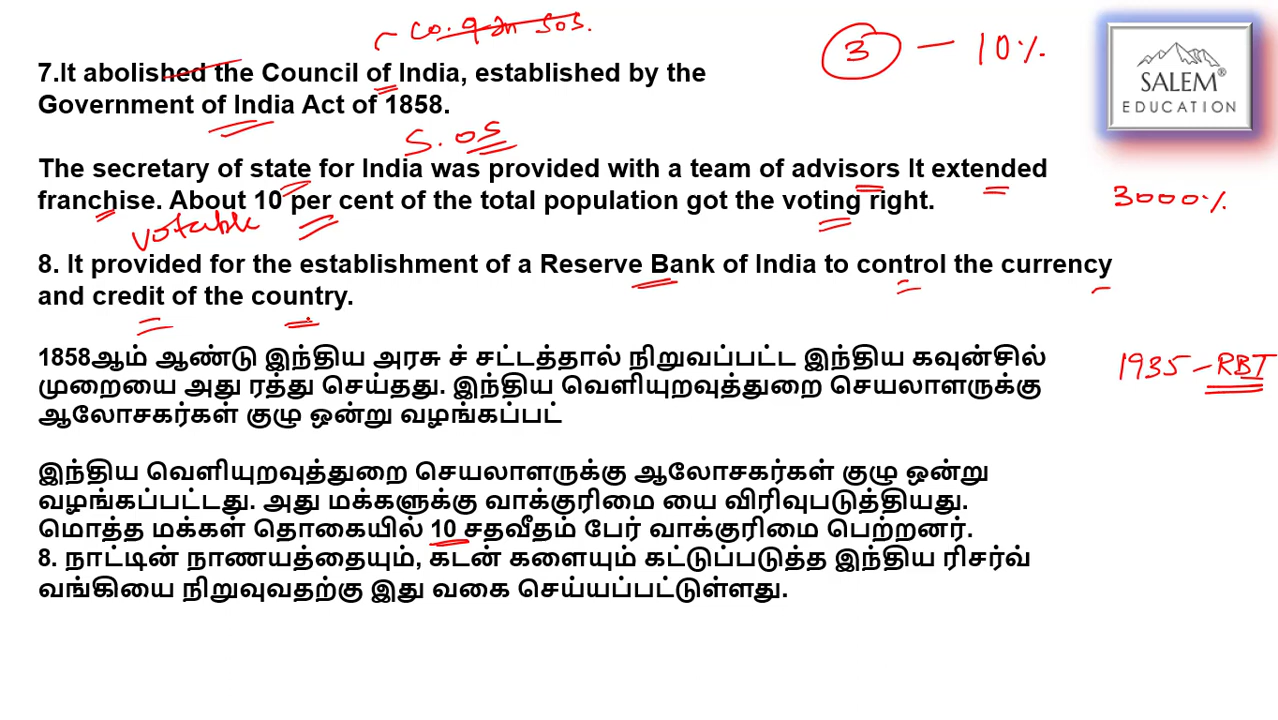 3 — 10%
7.It abolished the Council of India, established by the
Government of India Act of 1858.
SALEM®
EDUCATION
S.OS
The secretary of state for India was provided with a team of advisors It extended
franchise. About 10 per cent of the total population got the voting right.
3000%
votable
8. It provided for the establishment of a Reserve Bank of India to control the currency
and credit of the country.
1858ஆம் ஆண்டு இந்திய அரசு ச் சட்டத்தால் நிறுவப்பட்ட இந்திய கவுன்சில்
முறையை அது ரத்து செய்தது. இந்திய வெளியுறவுத்துறை செயலாளருக்கு
ஆலோசகர்கள் குழு ஒன்று வழங்கப்பட்
1935 – RBI
இந்திய வெளியுறவுத்துறை செயலாளருக்கு ஆலோசகர்கள் குழு ஒன்று
வழங்கப்பட்டது. அது மக்களுக்கு வாக்குரிமை யை விரிவுபடுத்தியது.
மொத்த மக்கள் தொகையில் 10 சதவீதம் பேர் வாக்குரிமை பெற்றனர்.
8. நாட்டின் நாணயத்தையும், கடன் களையும் கட்டுப்படுத்த இந்திய ரிசர்வ்
வங்கியை நிறுவுவதற்கு இது வகை செய்யப்பட்டுள்ளது.